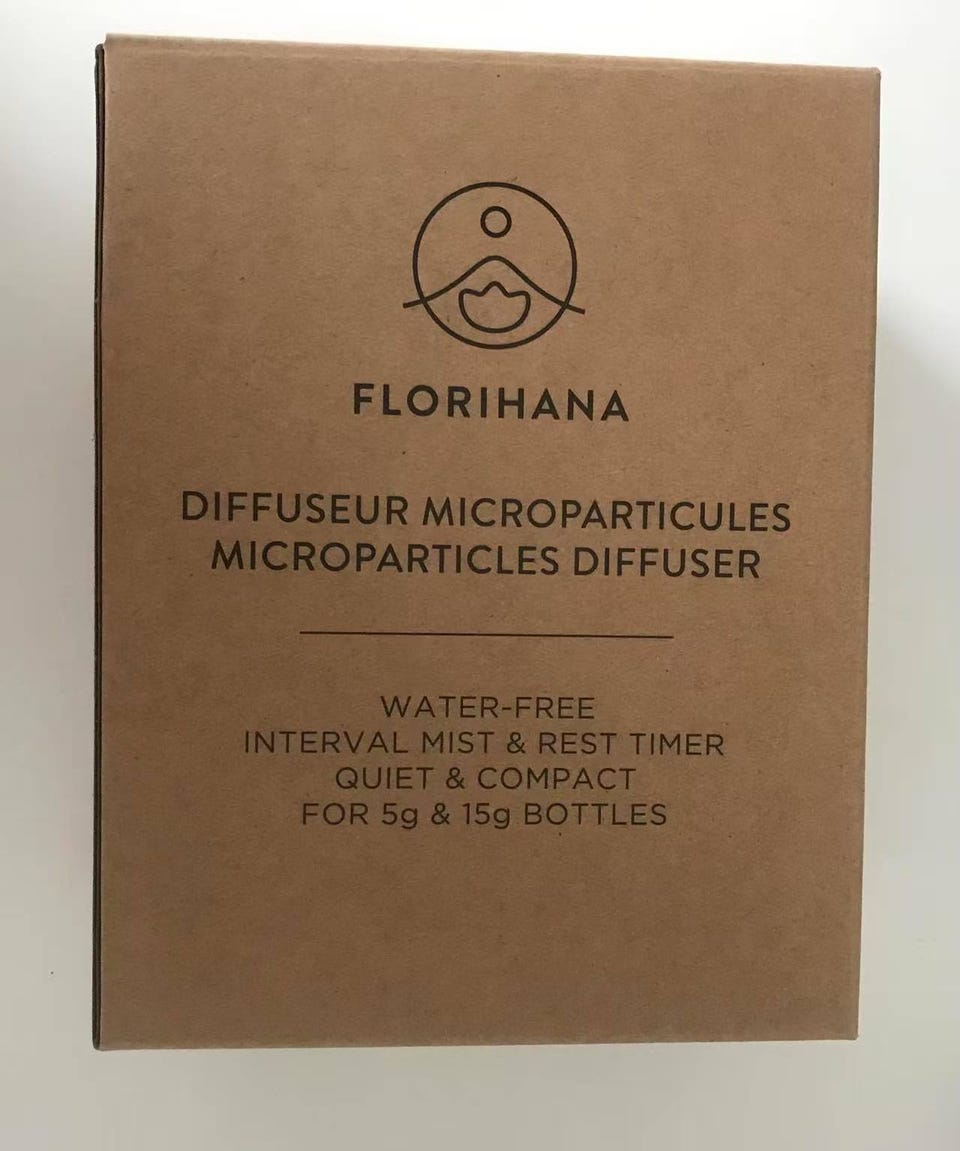 FLORIHANA
DIFFUSEUR MICROPARTICULES
MICROPARTICLES DIFFUSER
WATER-FREE
INTERVAL MIST & REST TIMER
QUIET & COMPACT
FOR 5g & 15g BOTTLES